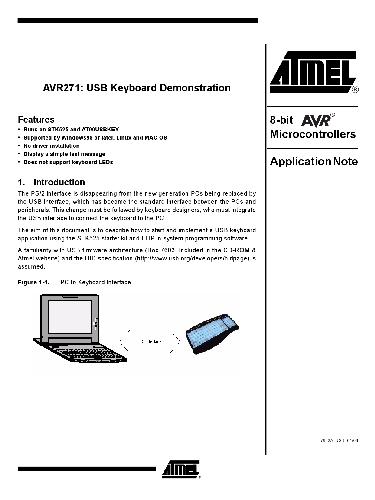 AVR271: USB Keyboard Demonstration
Features
• Runs on STK525 and AT90USBKEY
• Supported by Windows98 or later, Linux and MAC OS
• No driver installation
• Display a simple text message
• Does not support keyboard LEDs
1. Introduction
The PS/2 interface is disappearing from the new generation PCs being replaced by
the USB interface, which has became the standard interface between the PCs and
peripherals. This change must be followed by keyboard designers, who must integrate
the USB interface to connect the keyboard to the PC.
The aim of this document is to describe how to start and implement a USB keyboard
application using the STK525 starter kit and FLIP in-system programming software.
A familiarity with USB firmware architecture (Doc 7603, Included in the CD-ROM &
Atmel website) and the HID specification (http://www.usb.org/developers/hidpage) is
assumed.
Figure 1-1. PC to Keyboard Interface
ATMEL®
8-bit AVR®
Microcontrollers
Application Note
ATMEL®